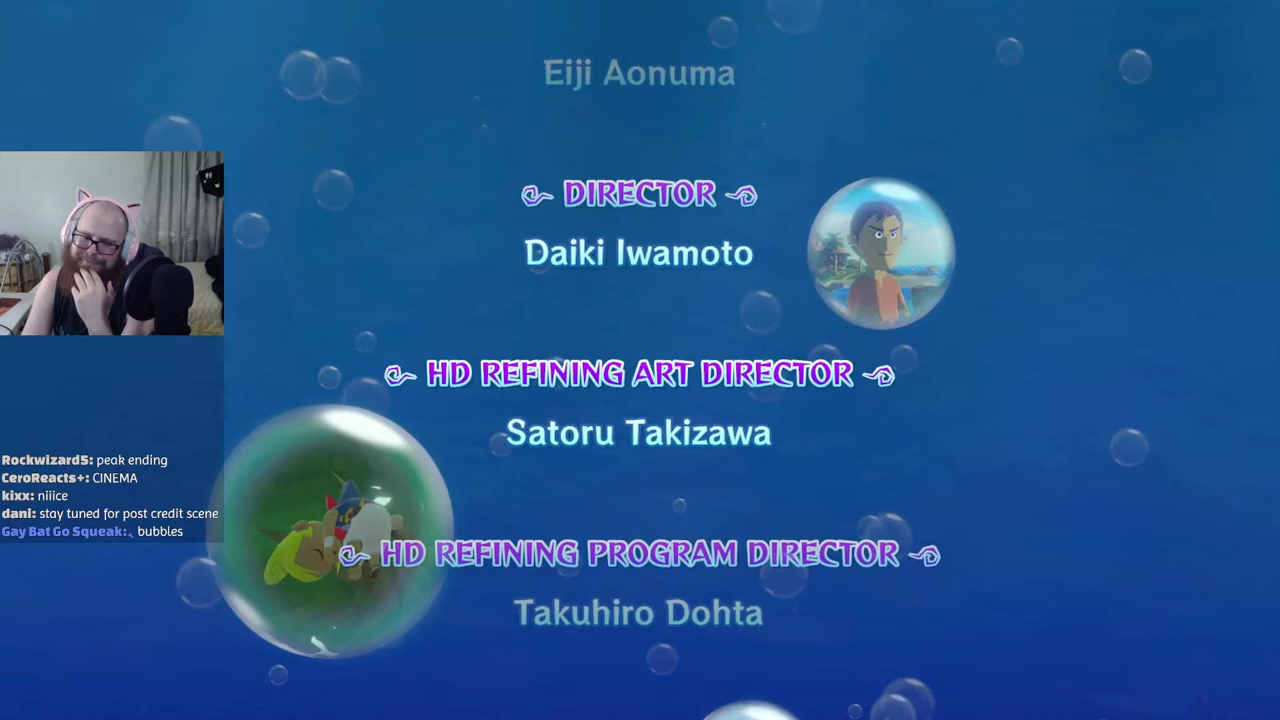 Eiji Aonuma
DIRECTOR
Daiki Iwamoto
HD REFINING ART DIRECTOR
Satoru Takizawa
HD REFINING PROGRAM DIRECTOR
Takuhiro Dohta
RockwizardS: peak ending
CeroReacts+: CINEMA
kixx: niiice
dani: stay tuned for post credit scene
Gay Bat Go Squeak:, bubbles